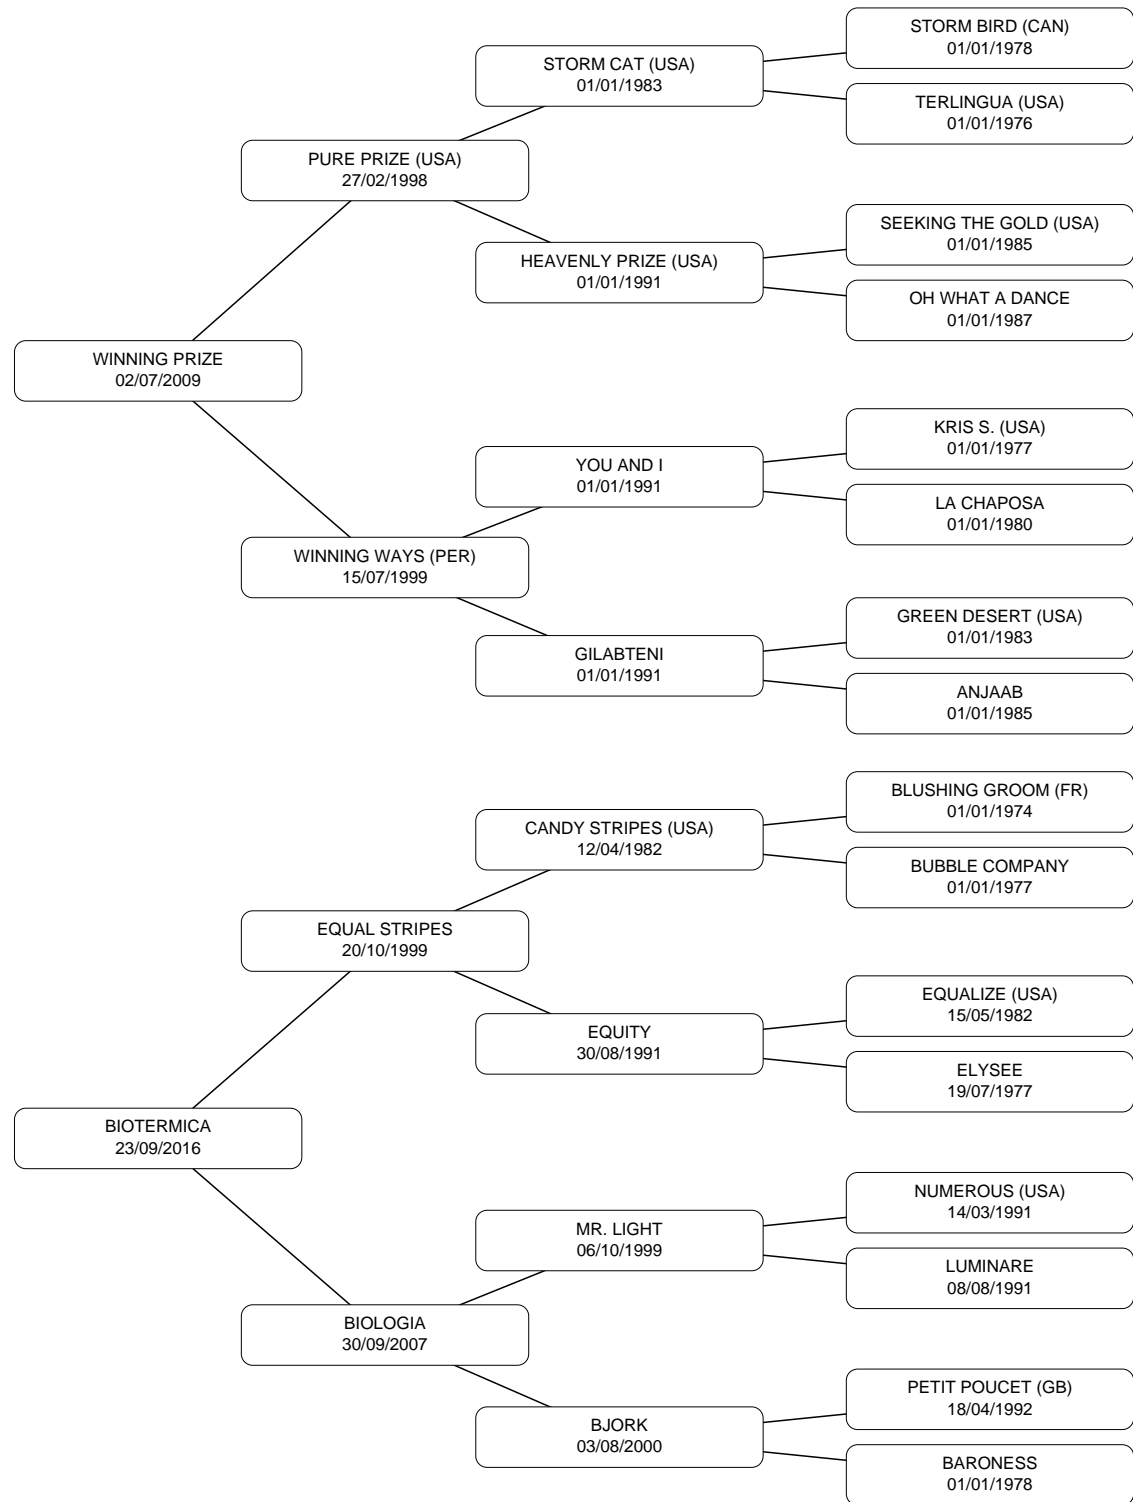 STORM BIRD (CAN)
01/01/1978
STORM CAT (USA)
01/01/1983
TERLINGUA (USA)
01/01/1976
PURE PRIZE (USA)
27/02/1998
SEEKING THE GOLD (USA)
01/01/1985
HEAVENLY PRIZE (USA)
01/01/1991
OH WHAT A DANCE
01/01/1987
WINNING PRIZE
02/07/2009
KRIS S. (USA)
01/01/1977
YOU AND I
01/01/1991
LA CHAPOSA
01/01/1980
WINNING WAYS (PER)
15/07/1999
GREEN DESERT (USA)
01/01/1983
GILABTENI
01/01/1991
ANJAAB
01/01/1985
BLUSHING GROOM (FR)
01/01/1974
CANDY STRIPES (USA)
12/04/1982
BUBBLE COMPANY
01/01/1977
EQUAL STRIPES
20/10/1999
EQUALIZE (USA)
15/05/1982
EQUITY
30/08/1991
ELYSEE
19/07/1977
BIOTERMICA
23/09/2016
NUMEROUS (USA)
14/03/1991
MR. LIGHT
06/10/1999
LUMINARE
08/08/1991
BIOLOGIA
30/09/2007
PETIT POUCET (GB)
18/04/1992
BJORK
03/08/2000
BARONESS
01/01/1978